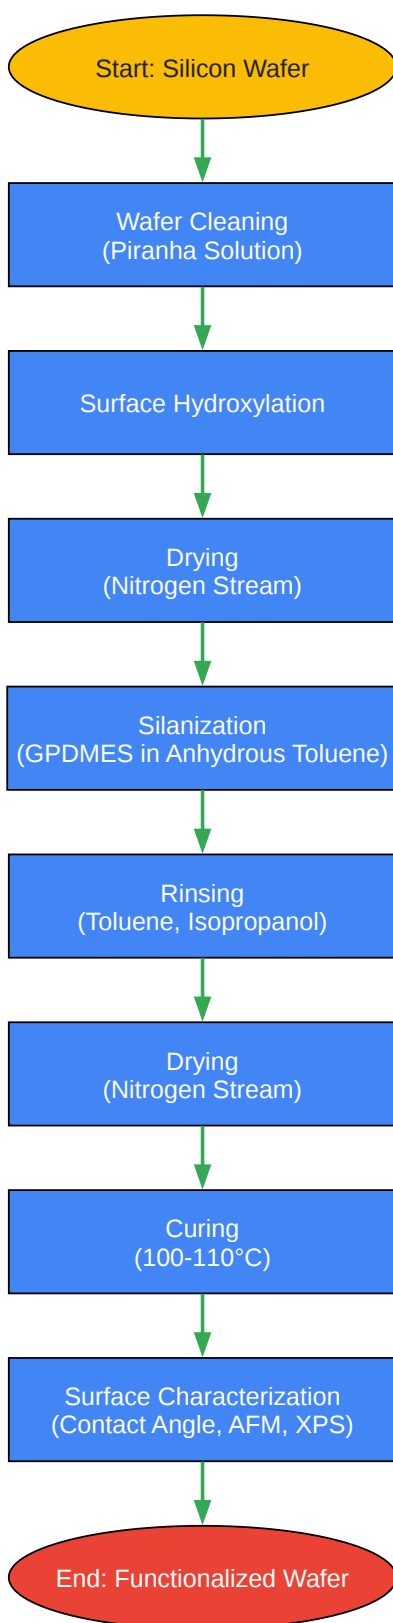 Start: Silicon Wafer
Wafer Cleaning
(Piranha Solution)
Surface Hydroxylation
Drying
(Nitrogen Stream)
Silanization
(GPDMES in Anhydrous Toluene)
Rinsing
(Toluene, Isopropanol)
Drying
(Nitrogen Stream)
Curing
(100-110°C)
Surface Characterization
(Contact Angle, AFM, XPS)
End: Functionalized Wafer